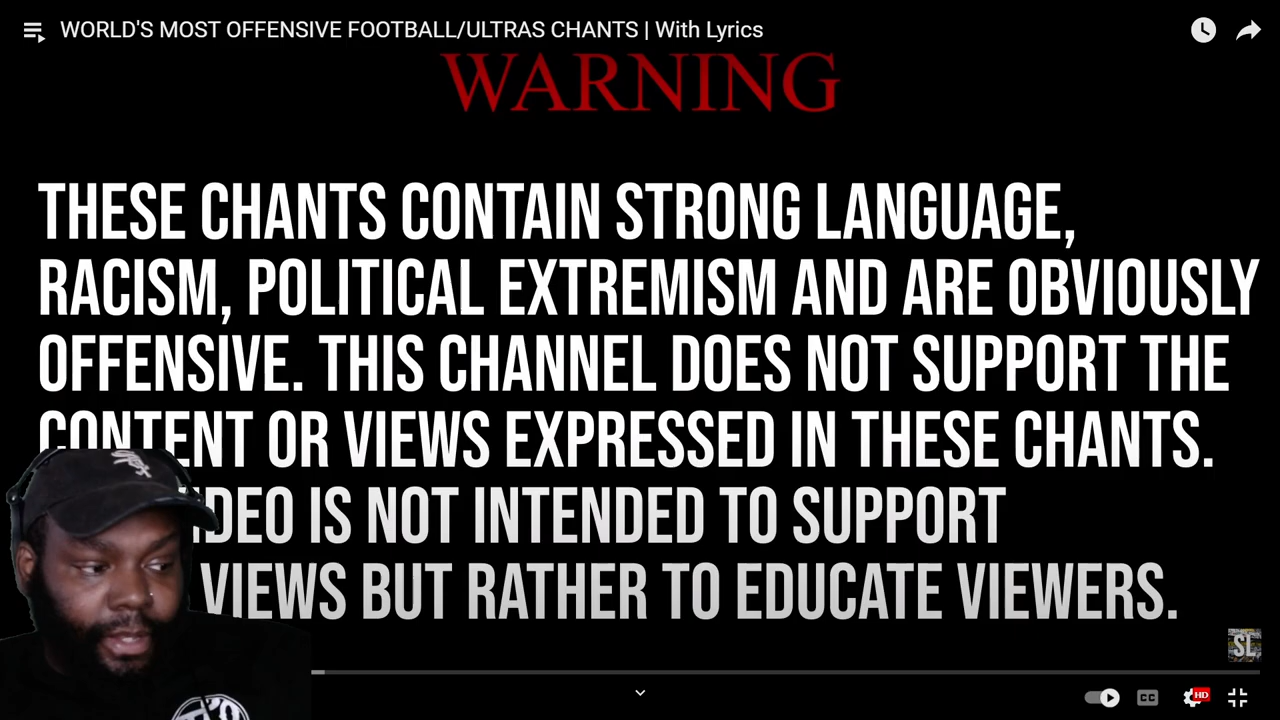 WORLD'S MOST OFFENSIVE FOOTBALL/ULTRAS CHANTS | With Lyrics
WARNING
THESE CHANTS CONTAIN STRONG LANGUAGE,
RACISM, POLITICAL EXTREMISM AND ARE OBVIOUSLY
OFFENSIVE. THIS CHANNEL DOES NOT SUPPORT THE
CONTENT OR VIEWS EXPRESSED IN THESE CHANTS.
IS NOT INTENDED TO SUPPORT
VIEWS BUT RATHER TO EDUCATE VIEWERS.
SL
CC
HD